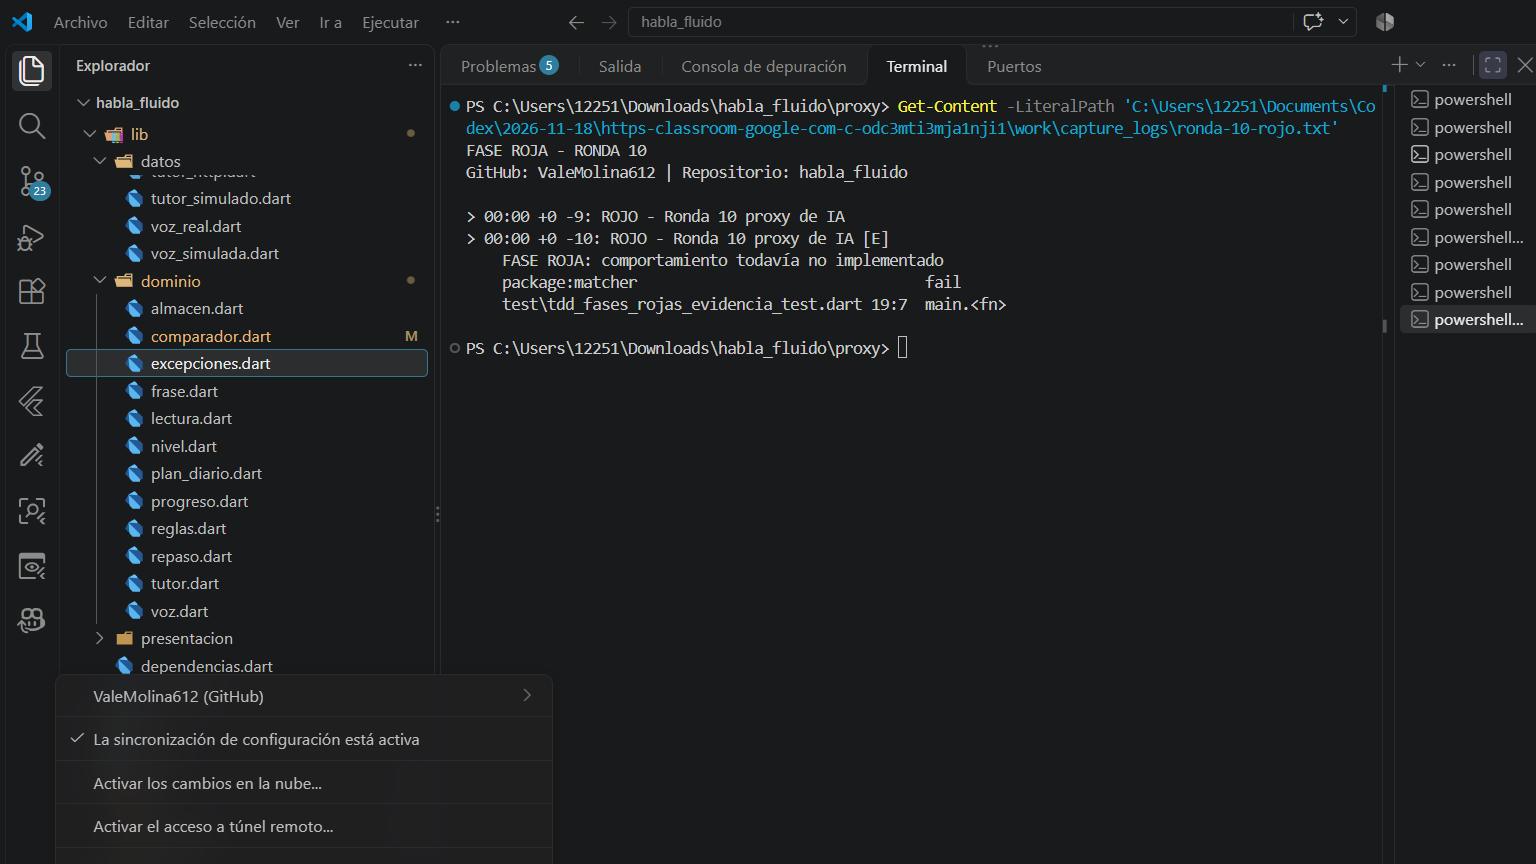 Archivo Editar Selección Ver Ir a Ejecutar ···
habla_fluido
Explorador
habla_fluido
lib
datos
tutor_http.dart
tutor_simulado.dart
voz_real.dart
voz_simulada.dart
dominio
almacen.dart
comparador.dart M
excepciones.dart
frase.dart
lectura.dart
nivel.dart
plan_diario.dart
progreso.dart
reglas.dart
repaso.dart
tutor.dart
voz.dart
presentacion
dependencias.dart
23
ValeMolina612 (GitHub)
La sincronización de configuración está activa
Activar los cambios en la nube...
Activar el acceso a túnel remoto...
Problemas 5 Salida Consola de depuración Terminal Puertos
PS C:\Users\12251\Downloads\habla_fluido\proxy> Get-Content -LiteralPath 'C:\Users\12251\Documents\Co
dex\2026-11-18\https-classroom-google-com-c-odc3mti3mja1nji1\work\capture_logs\ronda-10-rojo.txt'
FASE ROJA - RONDA 10
GitHub: ValeMolina612 | Repositorio: habla_fluido
> 00:00 +0 -9: ROJO - Ronda 10 proxy de IA
> 00:00 +0 -10: ROJO - Ronda 10 proxy de IA [E]
FASE ROJA: comportamiento todavía no implementado
package:matcher fail
test\tdd_fases_rojas_evidencia_test.dart 19:7 main.<fn>
PS C:\Users\12251\Downloads\habla_fluido\proxy>
powershell
powershell
powershell
powershell
powershell
powershell...
powershell
powershell
powershell...